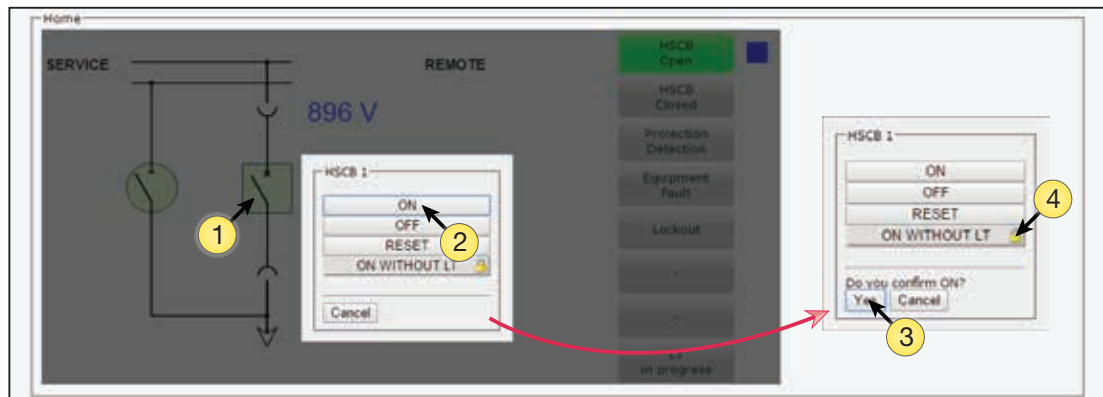 Home
SERVICE
REMOTE
896 V
HSCB
Open
HSCB
Closed
Protection
Detection
Equipment
Fault
Lockout
-
-
LT
in progress
1
HSCB 1
ON
OFF
RESET
ON WITHOUT LT
Cancel
2
HSCB 1
ON
OFF
RESET
ON WITHOUT LT
Do you confirm ON?
Yes Cancel
3
4